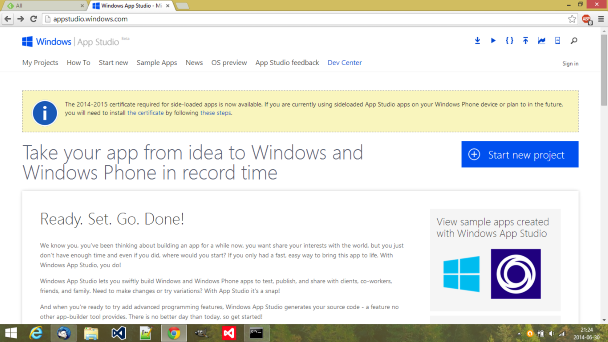 All
Windows App Studio - Mi
appstudio.windows.com
Windows App Studio Beta
My Projects How To Start new Sample Apps News OS preview App Studio feedback Dev Center
Sign in
The 2014-2015 certificate required for side-loaded apps is now available. If you are currently using sideloaded App Studio apps on your Windows Phone device or plan to in the future,
you will need to install the certificate by following these steps.
Take your app from idea to Windows and
Windows Phone in record time
Start new project
Ready. Set. Go. Done!
We know you, you've been thinking about building an app for a while now, you want share your interests with the world, but you just
don't have enough time and even if you did, where would you start? If you only had a fast, easy way to bring this app to life. With
Windows App Studio, you do!
Windows App Studio lets you swiftly build Windows and Windows Phone apps to test, publish, and share with clients, co-workers,
friends, and family. Need to make changes or try variations? With App Studio it's a snap!
And when you're ready to try add advanced programming features, Windows App Studio generates your source code - a feature no
other app-builder tool provides. There is no better day than today, so get started!
View sample apps created
with Windows App Studio
21:24